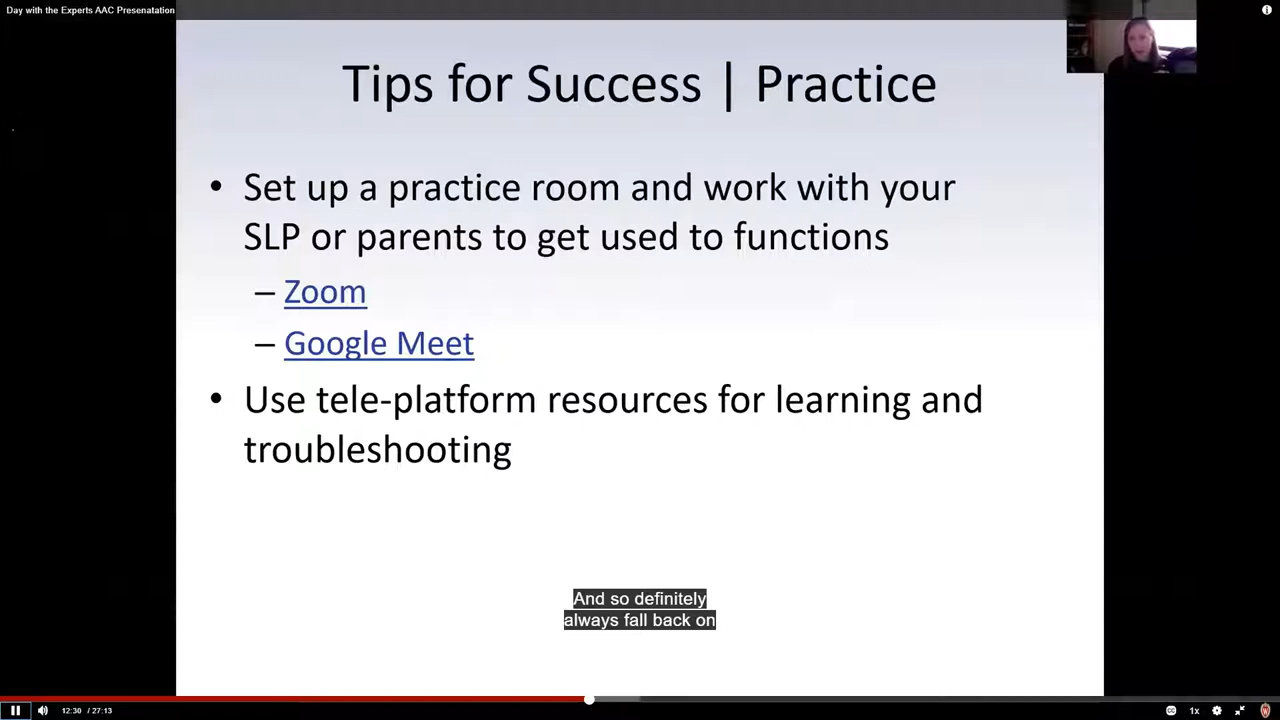 Day with the Experts AAC Presenatation
Tips for Success | Practice
• Set up a practice room and work with your
SLP or parents to get used to functions
– Zoom
– Google Meet
• Use tele-platform resources for learning and
troubleshooting
And so definitely
always fall back on
12:30 / 27:13
CC
1x